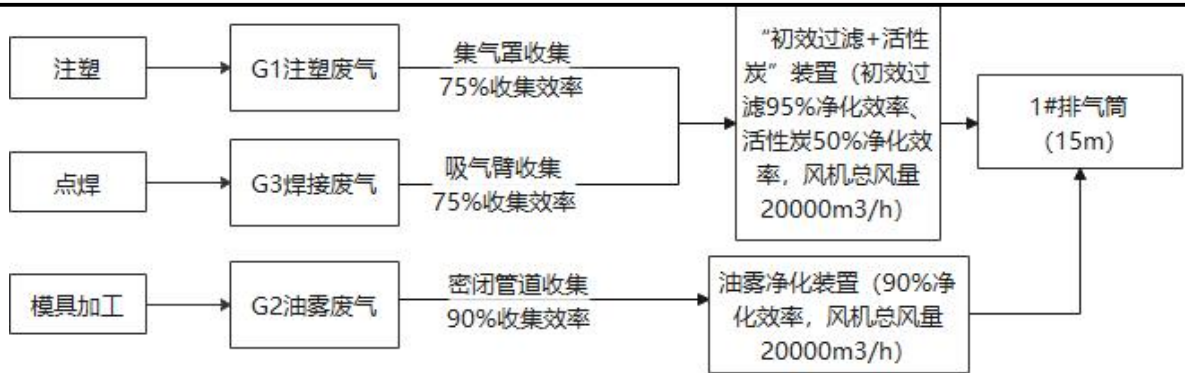 注塑
G1注塑废气
集气罩收集
75%收集效率
“初效过滤+活性
炭”装置（初效过
滤95%净化效率、
活性炭50%净化效
率，风机总风量
20000m3/h）
1#排气筒
（15m）
点焊
G3焊接废气
吸气臂收集
75%收集效率
模具加工
G2油雾废气
密闭管道收集
90%收集效率
油雾净化装置（90%净
化效率，风机总风量
20000m3/h）